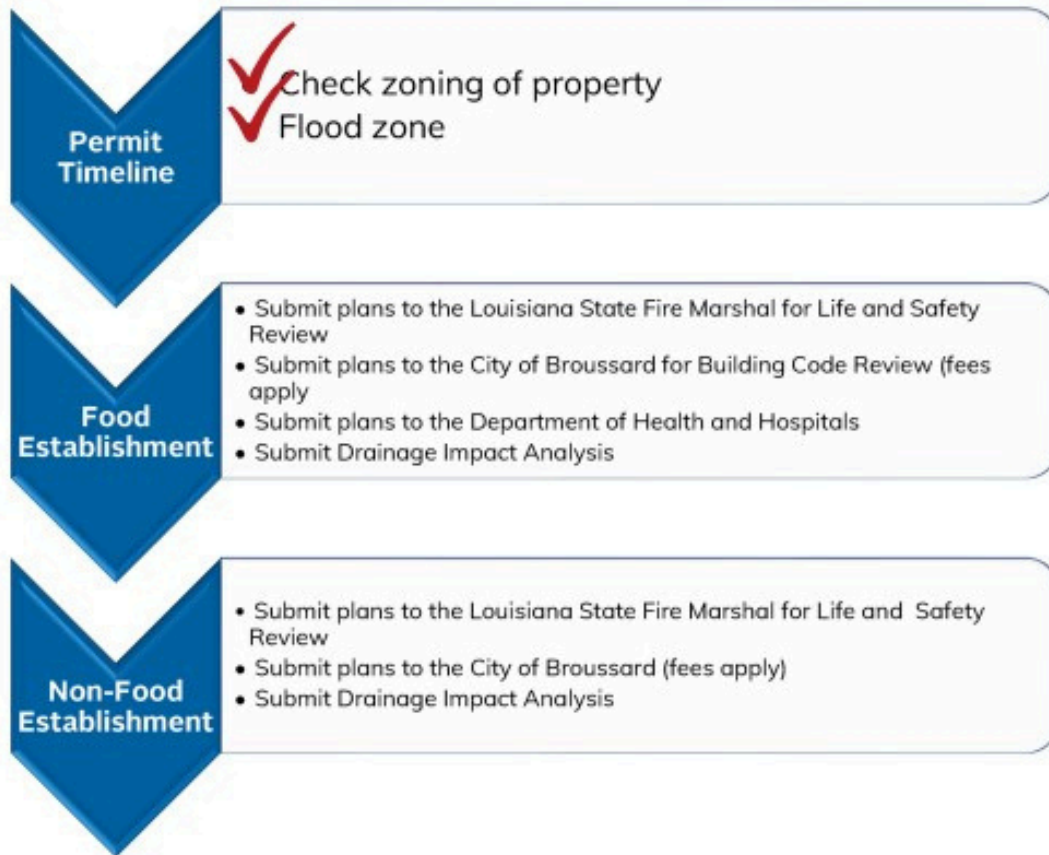 Permit
Timeline
Check zoning of property
Flood zone
Food
Establishment
• Submit plans to the Louisiana State Fire Marshal for Life and Safety
Review
• Submit plans to the City of Broussard for Building Code Review (fees
apply
• Submit plans to the Department of Health and Hospitals
• Submit Drainage Impact Analysis
Non-Food
Establishment
• Submit plans to the Louisiana State Fire Marshal for Life and  Safety
Review
• Submit plans to the City of Broussard (fees apply)
• Submit Drainage Impact Analysis